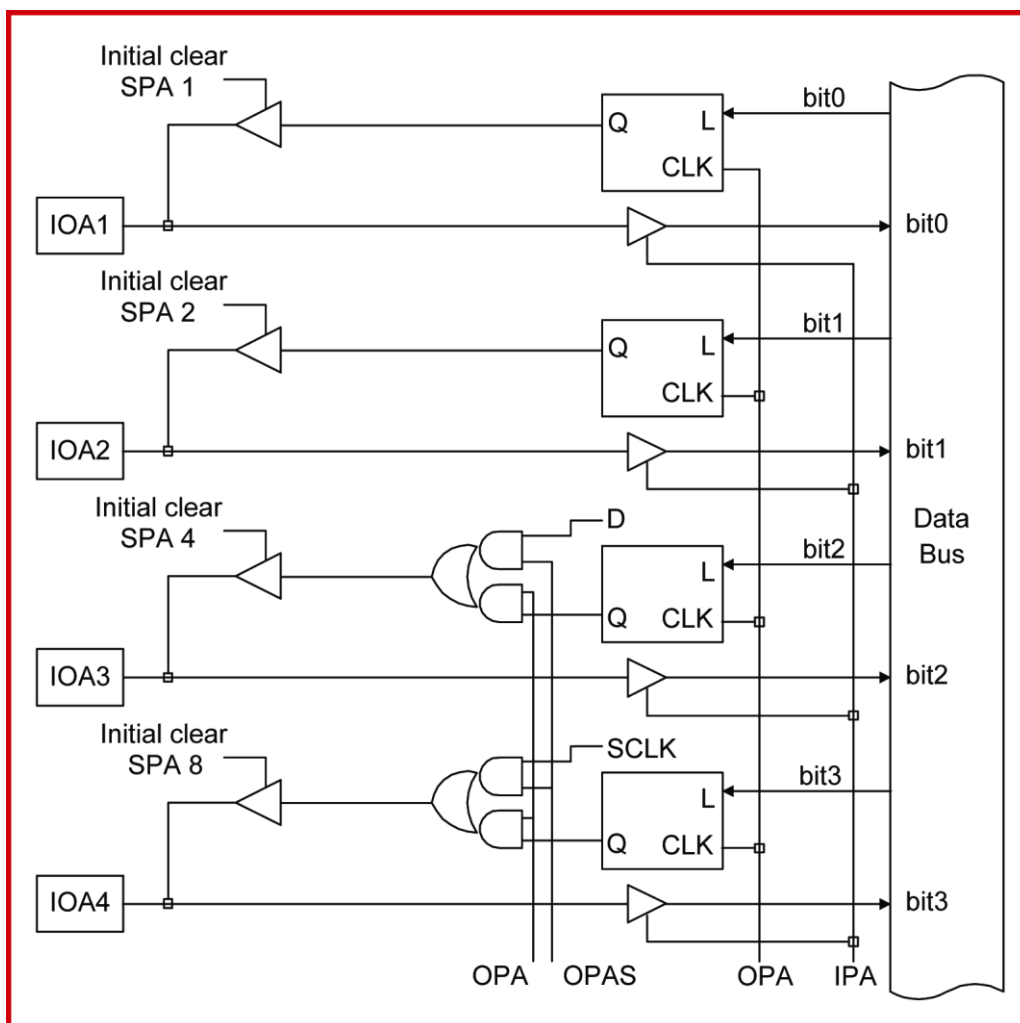 Initial clear
SPA 1
Q
L
CLK
bit0
IOA1
bit0
Initial clear
SPA 2
Q
L
CLK
bit1
IOA2
bit1
Initial clear
SPA 4
D
Q
L
CLK
bit2
Data
Bus
IOA3
bit2
Initial clear
SPA 8
SCLK
Q
L
CLK
bit3
IOA4
bit3
OPA OPAS OPA IPA